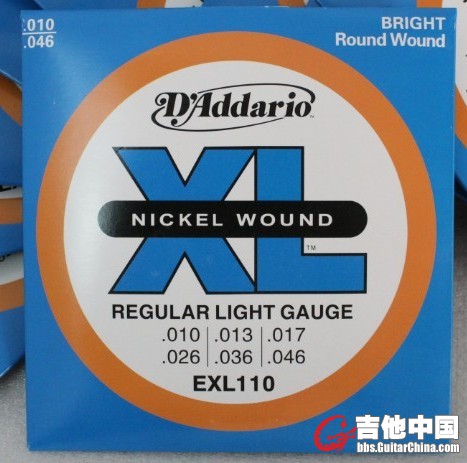 .010
.046
BRIGHT
Round Wound
D'Addario
XL
NICKEL WOUND
TM
REGULAR LIGHT GAUGE
.010 .013 .017
.026 .036 .046
EXL110
吉他中国
bbs.GuitarChina.com